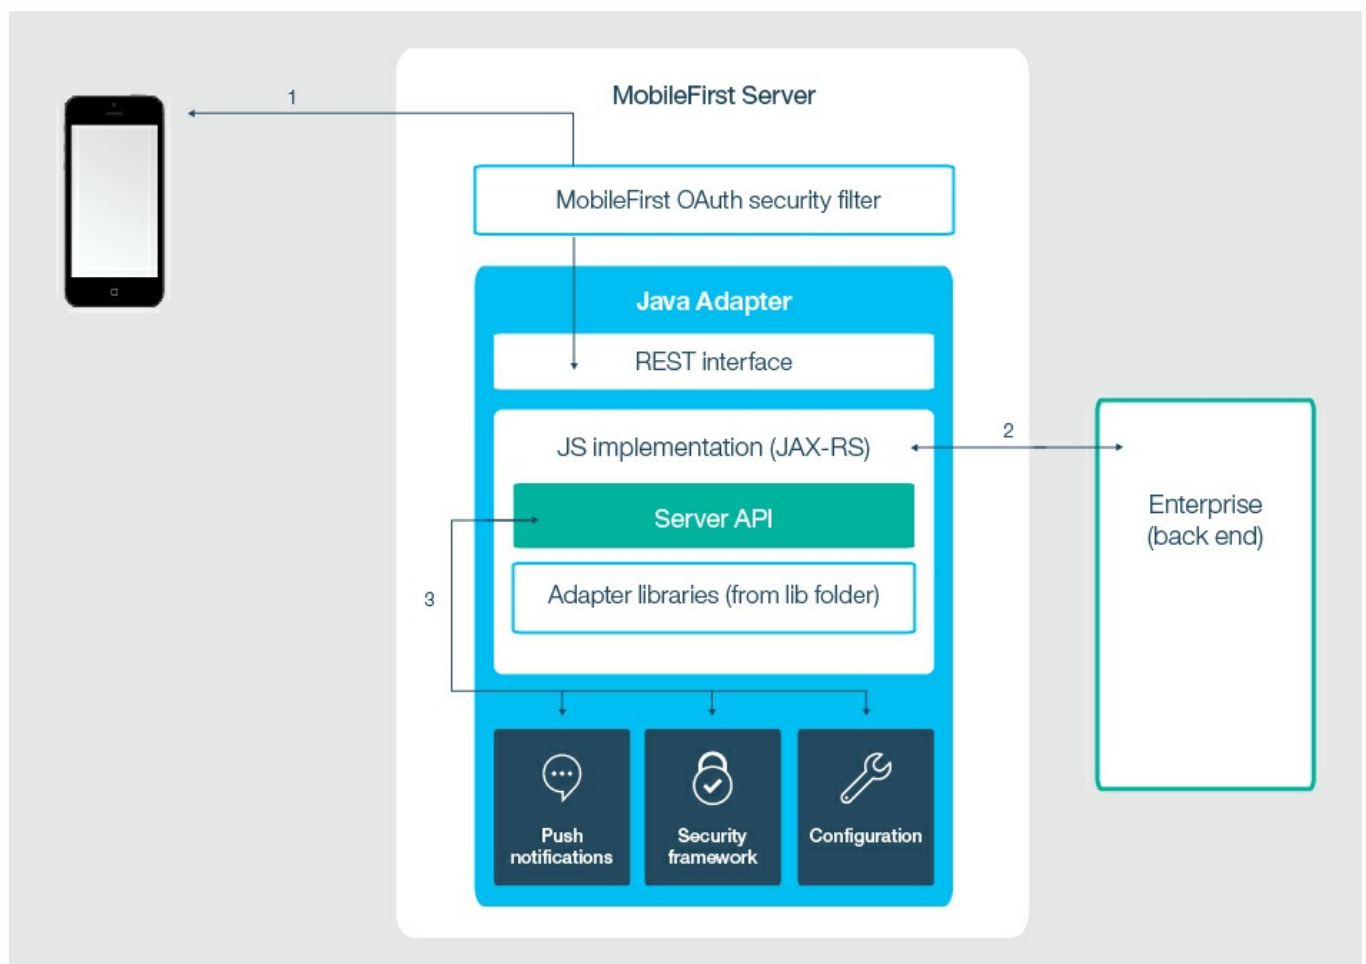 MobileFirst Server
1
MobileFirst OAuth security filter
Java Adapter
REST interface
JS implementation (JAX-RS)
2
Server API
Enterprise
(back end)
Adapter libraries (from lib folder)
3
Push
notifications
Security
framework
Configuration